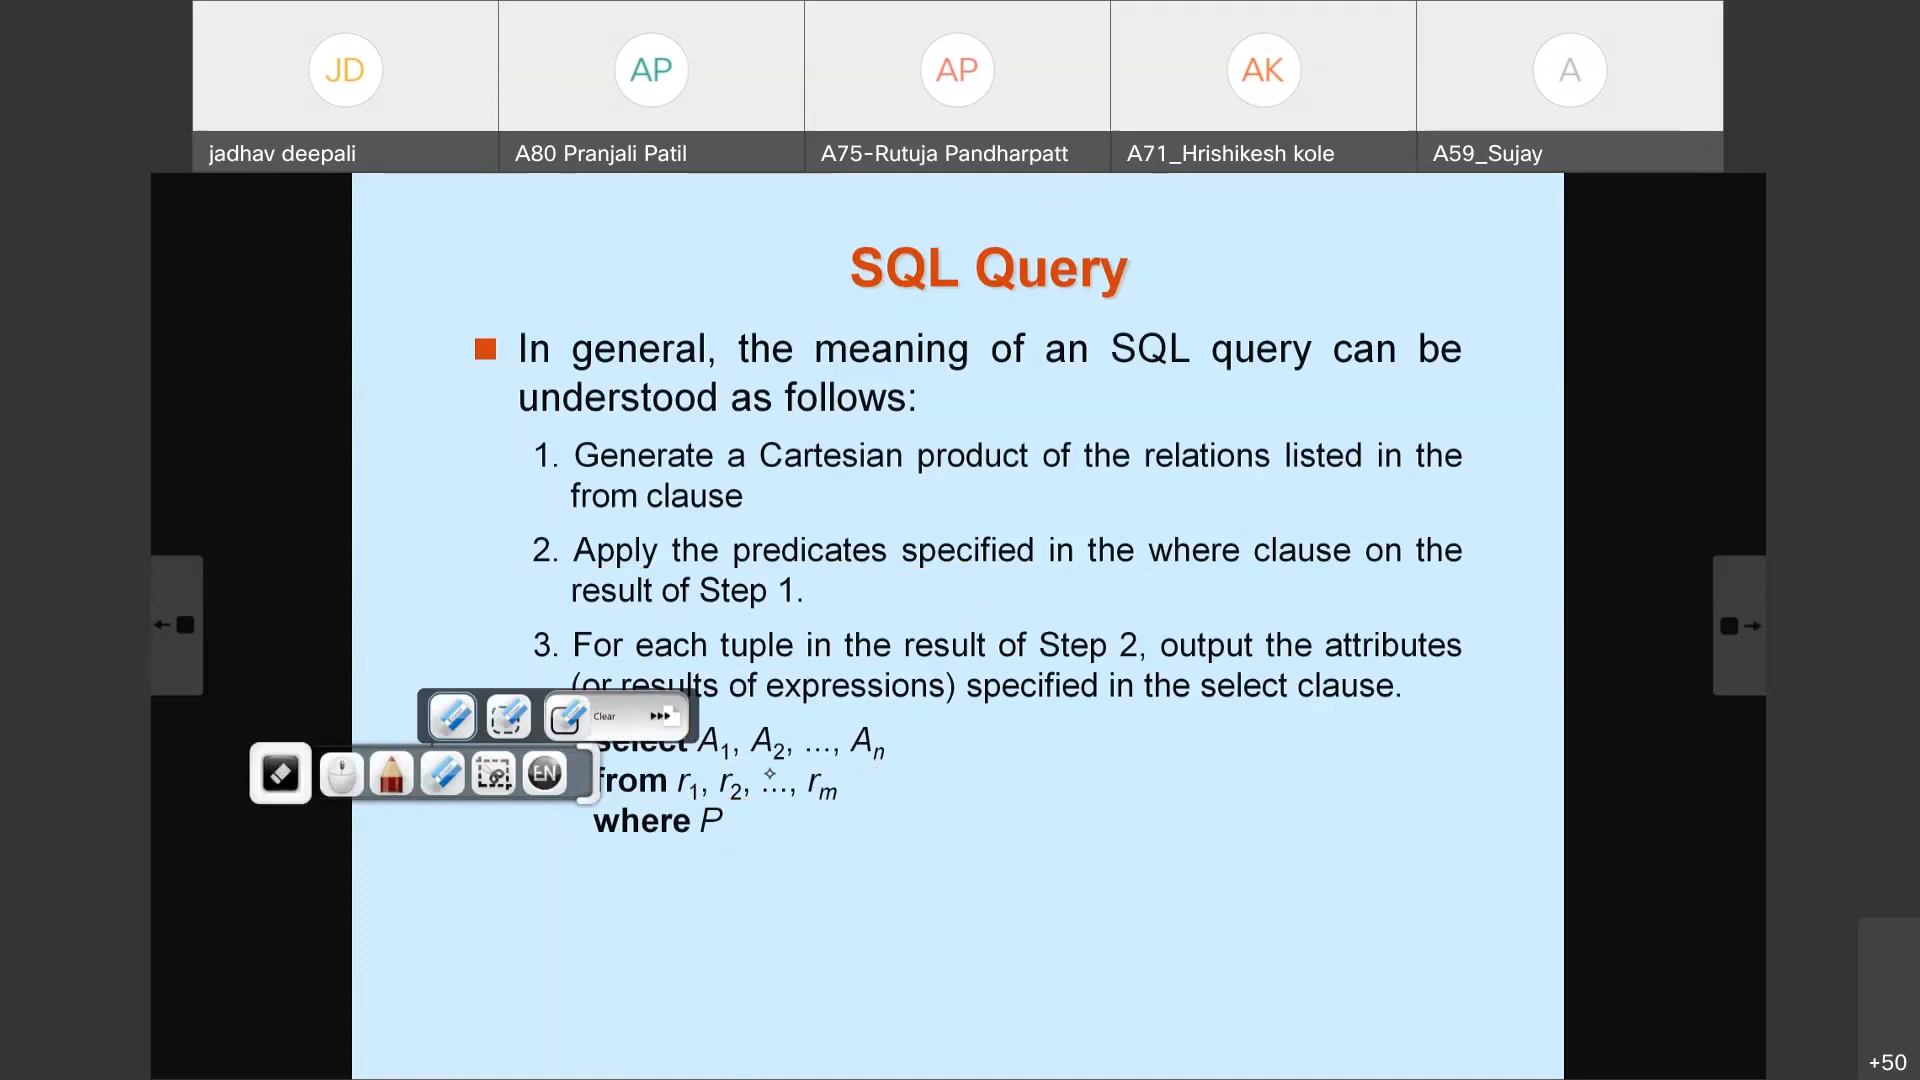 JD
AP
AP
AK
A
jadhav deepali
A80 Pranjali Patil
A75-Rutuja Pandharpatt
A71_Hrishikesh kole
A59_Sujay
SQL Query
In general, the meaning of an SQL query can be
understood as follows:
1. Generate a Cartesian product of the relations listed in the
from clause
2. Apply the predicates specified in the where clause on the
result of Step 1.
3. For each tuple in the result of Step 2, output the attributes
(or results of expressions) specified in the select clause.
Clear
select A1, A2, ..., An
EN
from r1, r2, ..., rm
where P
+50